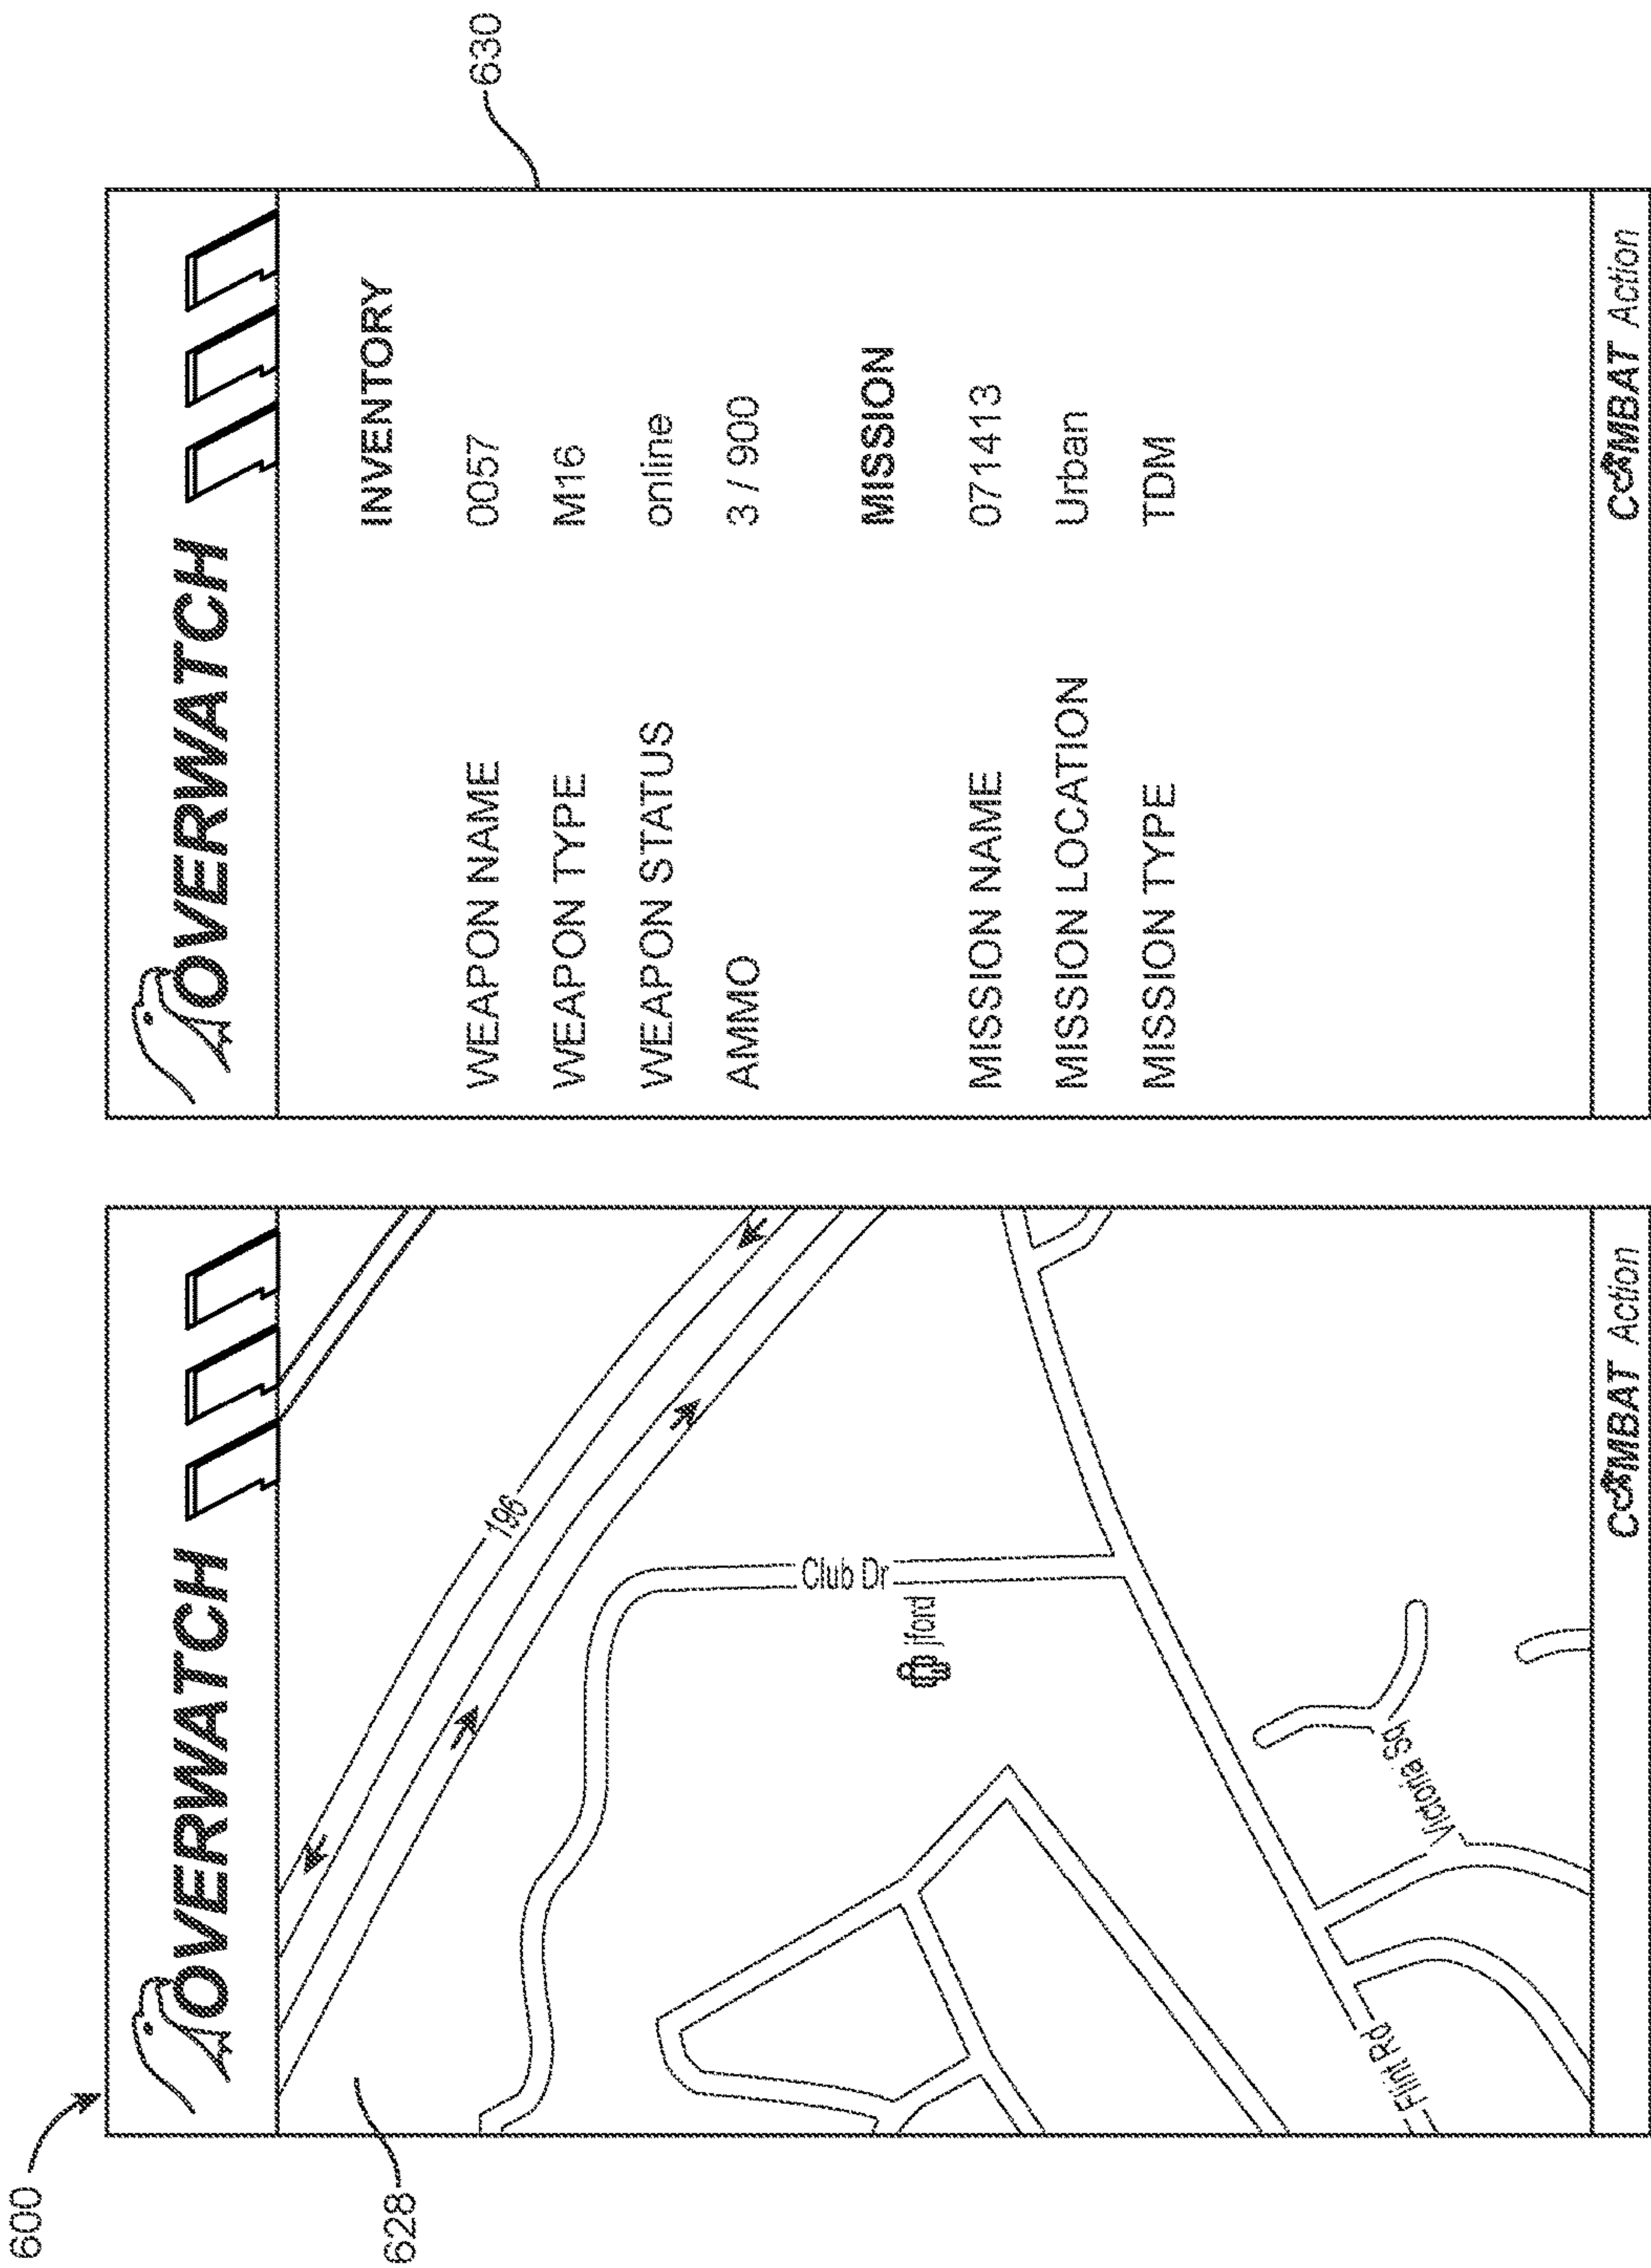 600
628
OVERWATCH
196
Club Dr
jford
Flint Rd
Victoria Sq
COMBAT Action
OVERWATCH
INVENTORY
WEAPON NAME 0057
WEAPON TYPE M16
WEAPON STATUS online
AMMO 3 / 900
MISSION
MISSION NAME 071413
MISSION LOCATION Urban
MISSION TYPE TDM
COMBAT Action
630